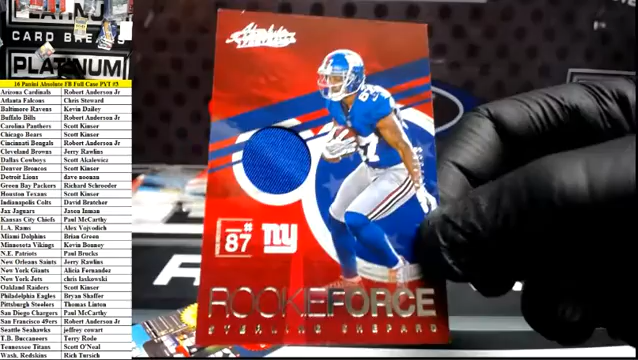 PLATINUM
CARD BREAKS
PLATINUM
16 Panini Absolute FB Full Case PYT #3
Arizona Cardinals Robert Anderson Jr
Atlanta Falcons Chris Steward
Baltimore Ravens Kevin Dailey
Buffalo Bills Robert Anderson Jr
Carolina Panthers Scott Kinser
Chicago Bears Scott Kinser
Cincinnati Bengals Robert Anderson Jr
Cleveland Browns Jerry Rawlins
Dallas Cowboys Scott Akalewicz
Denver Broncos Scott Kinser
Detroit Lions dave noonan
Green Bay Packers Richard Schroeder
Houston Texans Scott Kinser
Indianapolis Colts David Bratcher
Jax Jaguars Jason Inman
Kansas City Chiefs Paul McCarthy
L.A. Rams Alex Vojvodich
Miami Dolphins Brian Green
Minnesota Vikings Kevin Bounoy
N.E. Patriots Paul Brucks
New Orleans Saints Jerry Rawlins
New York Giants Alicia Fernandez
New York Jets chris laskowski
Oakland Raiders Scott Kinser
Philadelphia Eagles Bryan Shaffer
Pittsburgh Steelers Thomas Linton
San Diego Chargers Paul McCarthy
San Francisco 49ers Robert Anderson Jr
Seattle Seahawks jeffrey cowart
T.B. Buccaneers Terry Rode
Tennessee Titans Scott O'Neal
Wash. Redskins Rich Tursich
Absolute
#
87
ny
ROOKIE FORCE
STERLING SHEPARD